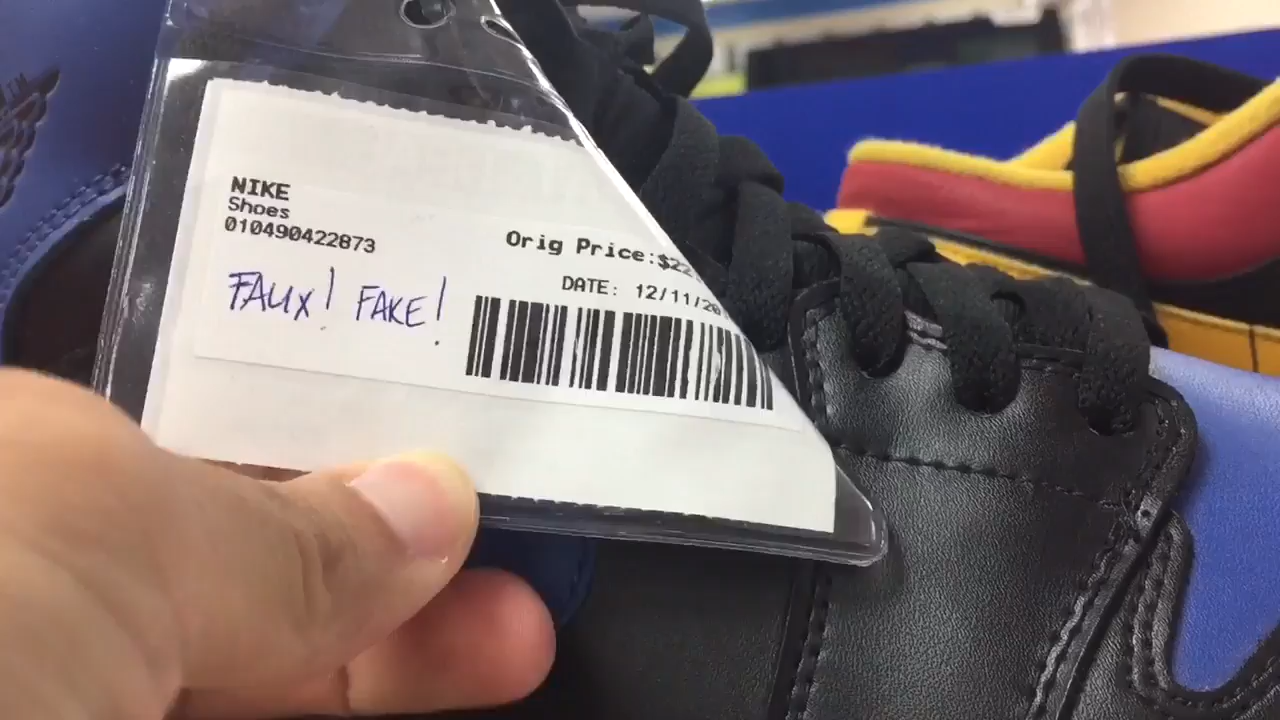 NIKE
Shoes
010490422873
Orig Price:$22
DATE: 12/11/20
FAUX! FAKE!